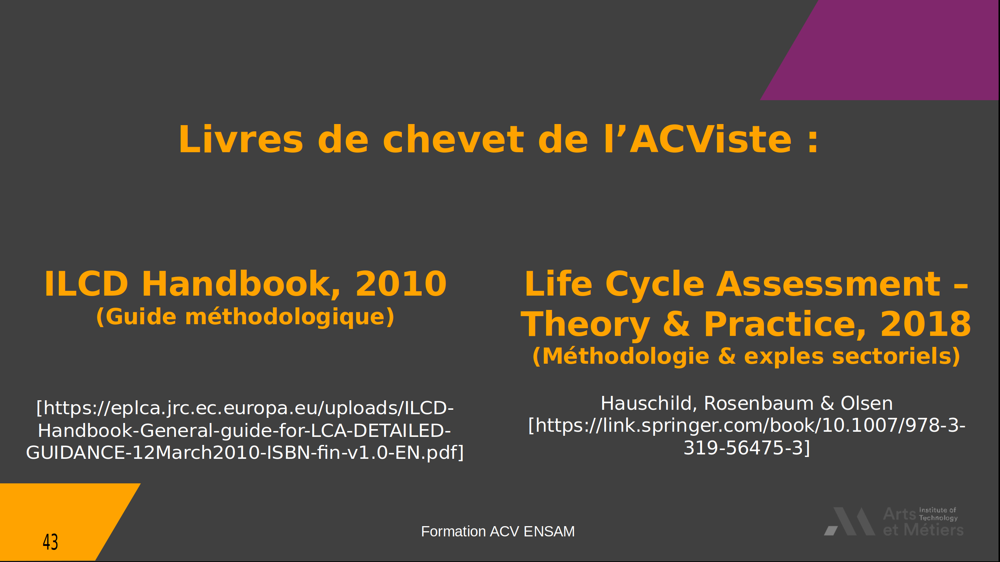 Livres de chevet de l’ACViste :
ILCD Handbook, 2010
(Guide méthodologique)
[https://eplca.jrc.ec.europa.eu/uploads/ILCD-
Handbook-General-guide-for-LCA-DETAILED-
GUIDANCE-12March2010-ISBN-fin-v1.0-EN.pdf]
Life Cycle Assessment –
Theory & Practice, 2018
(Méthodologie & exples sectoriels)
Hauschild, Rosenbaum & Olsen
[https://link.springer.com/book/10.1007/978-3-
319-56475-3]
43
Formation ACV ENSAM
Arts et Métiers
Institute of
Technology